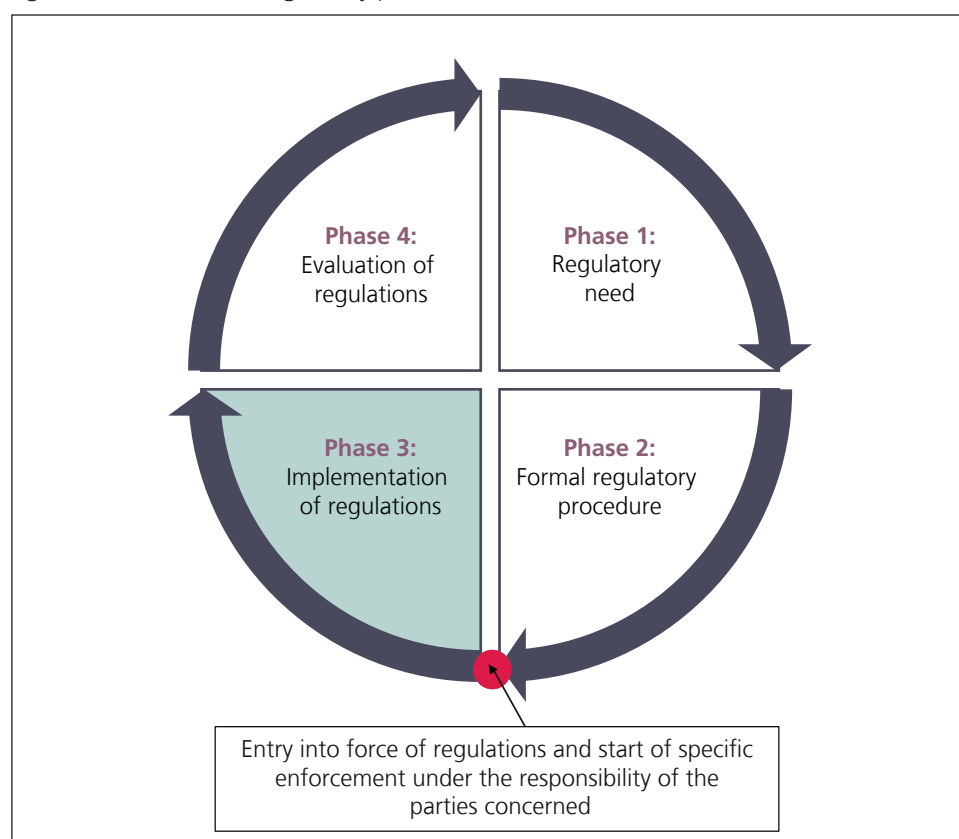 Phase 4:
Evaluation of
regulations
Phase 1:
Regulatory
need
Phase 3:
Implementation
of regulations
Phase 2:
Formal regulatory
procedure
Entry into force of regulations and start of specific
enforcement under the responsibility of the
parties concerned